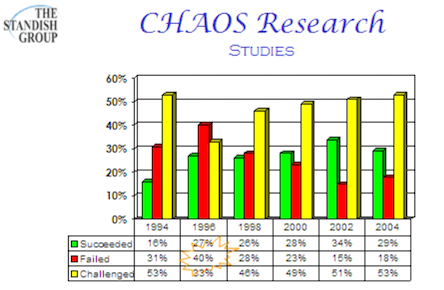 THE
STANDISH
GROUP
CHAOS Research
STUDIES
60%
50%
40%
30%
20%
10%
0%
1994 1996 1998 2000 2002 2004
Succeeded 16% 27% 26% 28% 34% 29%
Failed 31% 40% 28% 23% 15% 18%
Challenged 53% 33% 46% 49% 51% 53%